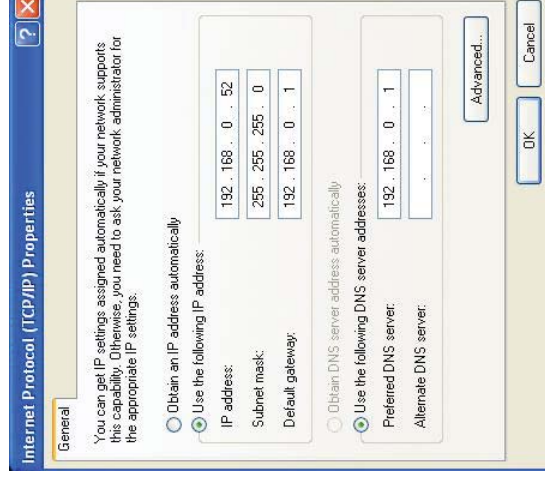 Internet Protocol (TCP/IP) Properties
General
You can get IP settings assigned automatically if your network supports
this capability. Otherwise, you need to ask your network administrator for
the appropriate IP settings.
Obtain an IP address automatically
Use the following IP address:
IP address: 192 . 168 . 0 . 52
Subnet mask: 255 . 255 . 255 . 0
Default gateway: 192 . 168 . 0 . 1
Obtain DNS server address automatically
Use the following DNS server addresses:
Preferred DNS server: 192 . 168 . 0 . 1
Alternate DNS server: . . .
Advanced...
OK Cancel